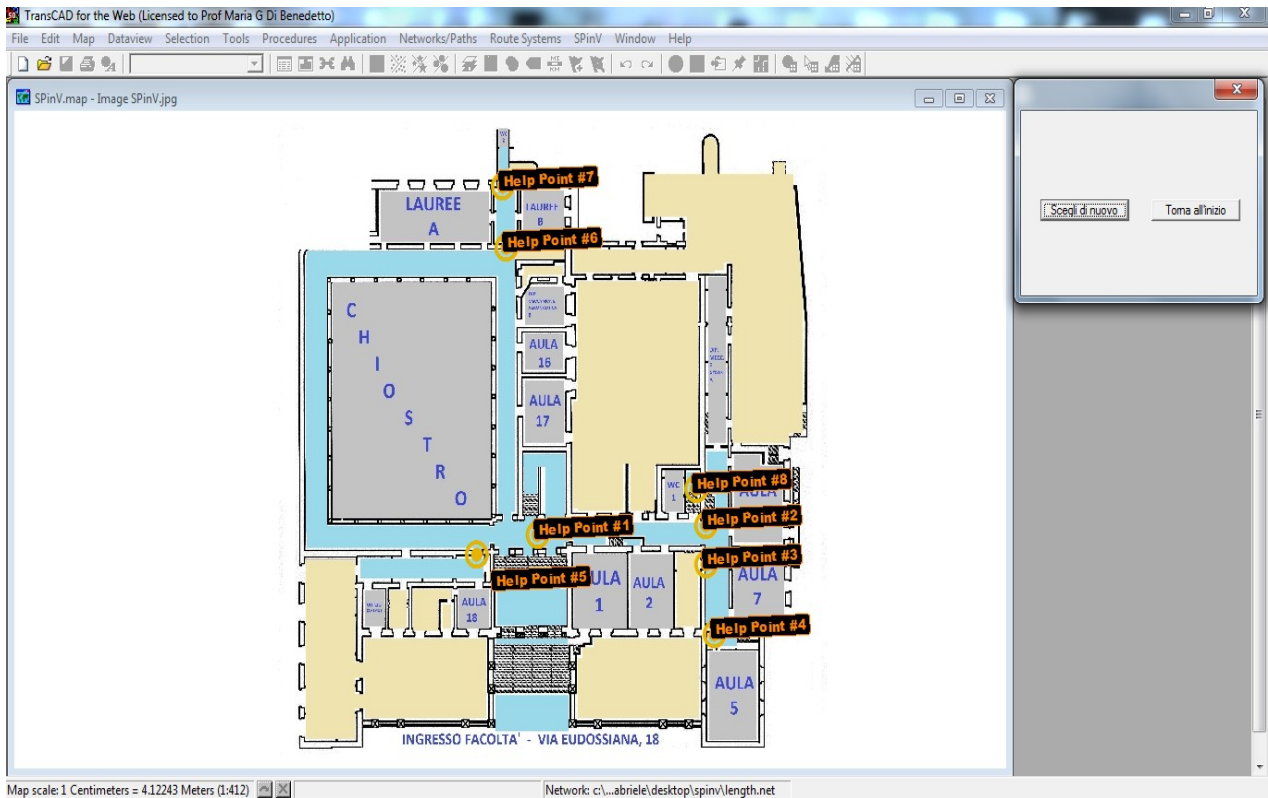 TransCAD for the Web (Licensed to Prof Maria G Di Benedetto)
File Edit Map Dataview Selection Tools Procedures Application Networks/Paths Route Systems SPinV Window Help
SPinV.map - Image SPinV.jpg
Scegli di nuovo
Torna all'inizio
Help Point #7
LAUREE
A
LAUREE
B
Help Point #6
CHIOSTRO
AULA
16
AULA
17
WC
1
Help Point #8
AULA
Help Point #2
Help Point #1
Help Point #3
Help Point #5
AULA
1
AULA
2
AULA
7
AULA
18
Help Point #4
AULA
5
INGRESSO FACOLTA' - VIA EUDOSSIANA, 18
Map scale: 1 Centimeters = 4.12243 Meters (1:412)
Network: c:\...abriele\desktop\spinv\length.net